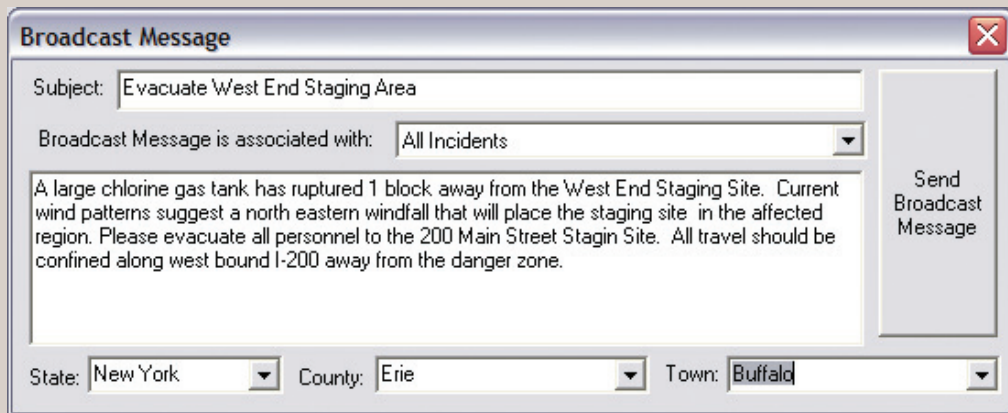 Broadcast Message
Subject: Evacuate West End Staging Area
Broadcast Message is associated with: All Incidents
A large chlorine gas tank has ruptured 1 block away from the West End Staging Site.  Current
wind patterns suggest a north eastern windfall that will place the staging site  in the affected
region. Please evacuate all personnel to the 200 Main Street Stagin Site.  All travel should be
confined along west bound I-200 away from the danger zone.
Send
Broadcast
Message
State: New York County: Erie Town: Buffalo